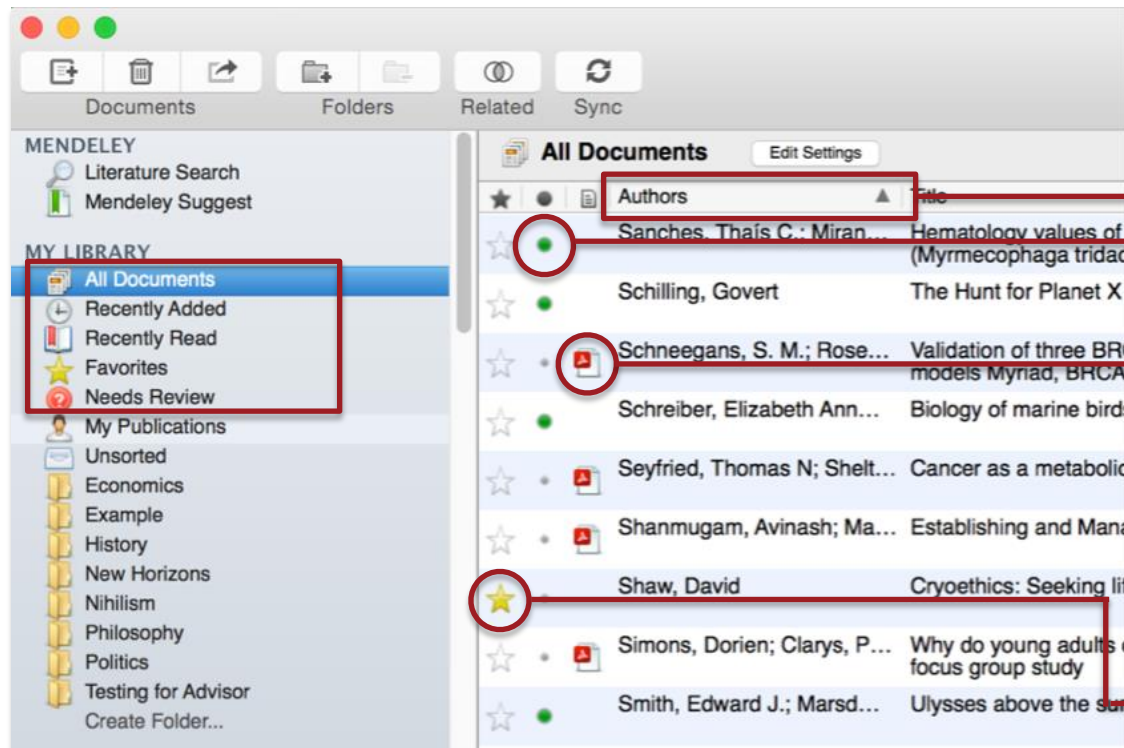 Documents
Folders
Related
Sync
MENDELEY
Literature Search
Mendeley Suggest
MY LIBRARY
All Documents
Recently Added
Recently Read
Favorites
Needs Review
My Publications
Unsorted
Economics
Example
History
New Horizons
Nihilism
Philosophy
Politics
Testing for Advisor
Create Folder...
All Documents
Edit Settings
Authors
Title
Sanches, Thaís C.; Miran...
Hematology values of
(Myrmecophaga tridac
Schilling, Govert
The Hunt for Planet X
Schneegans, S. M.; Rose...
Validation of three BR
models Myriad, BRCA
Schreiber, Elizabeth Ann...
Biology of marine birds
Seyfried, Thomas N; Shelt...
Cancer as a metabolic
Shanmugam, Avinash; Ma...
Establishing and Mana
Shaw, David
Cryoethics: Seeking lif
Simons, Dorien; Clarys, P...
Why do young adults
focus group study
Smith, Edward J.; Marsd...
Ulysses above the